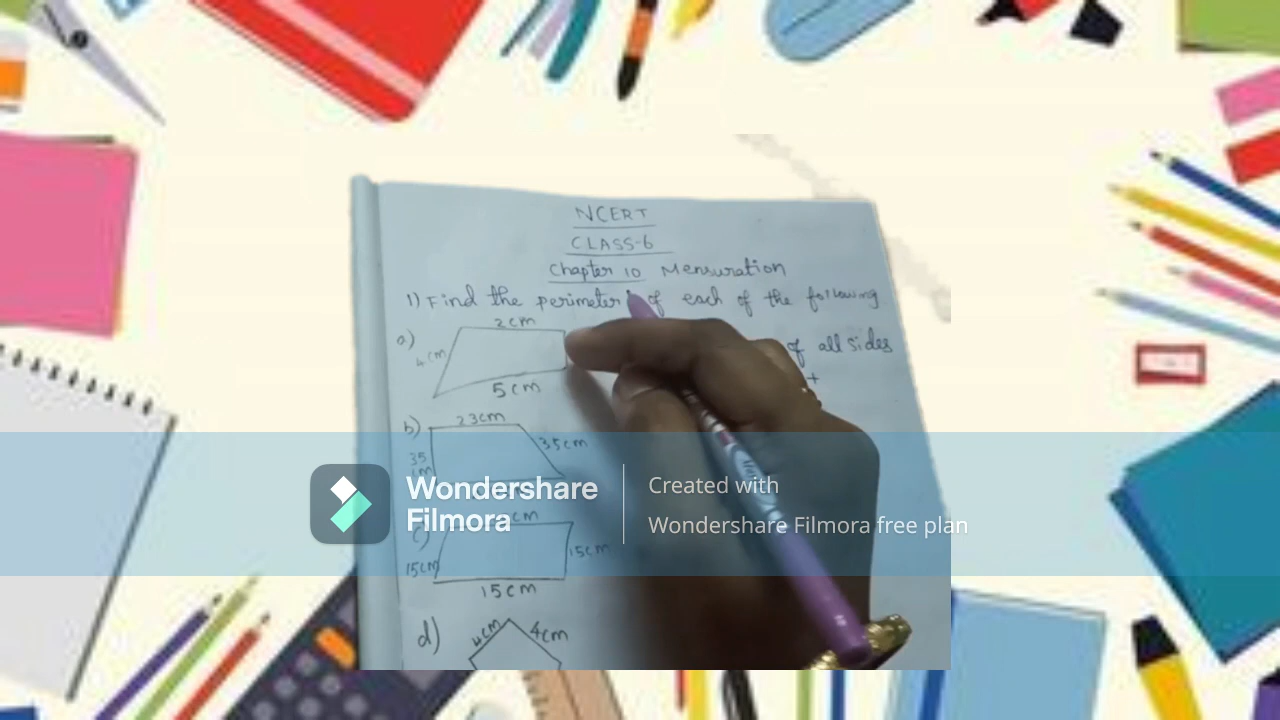 NCERT
CLASS-6
Chapter 10 Mensuration
1) Find the perimeter of each of the following
a)
2cm
4cm
5cm
of all sides
+
b)
23cm
35cm
35
cm
Wondershare
Filmora
Created with
Wondershare Filmora free plan
c)
cm
15cm
15cm
15cm
d)
4cm
4cm